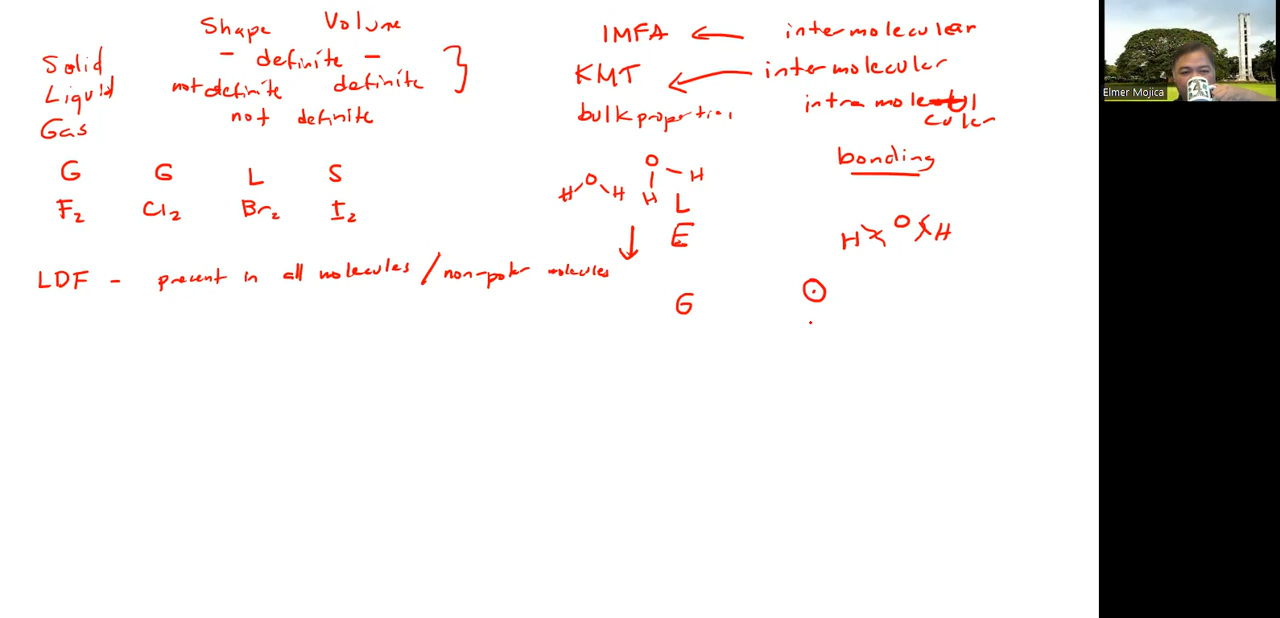 Shape Volume
Solid - definite -
Liquid not definite definite }
Gas not definite
G G L S
F2 Cl2 Br2 I2
LDF - present in all molecules / non-polar molecules
IMFA ← intermolecular
KMT ← intermolecular
bulk properties intramolecular
cular
bonding
H O H O H
H
L
E
G
H O H
Elmer Mojica